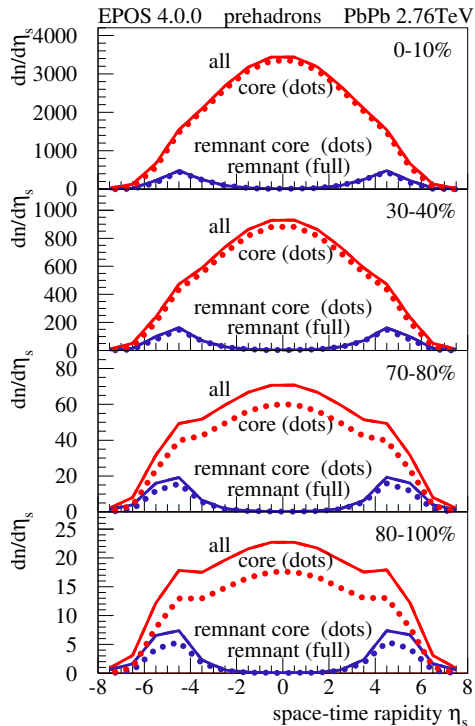 EPOS 4.0.0 prehadrons PbPb 2.76TeV
dn/dηs
4000
3000
2000
1000
0
0-10%
all
core (dots)
remnant core (dots)
remnant (full)
dn/dηs
1000
800
600
400
200
0
30-40%
all
core (dots)
remnant core (dots)
remnant (full)
dn/dηs
80
60
40
20
0
70-80%
all
core (dots)
remnant core (dots)
remnant (full)
dn/dηs
25
20
15
10
5
0
80-100%
all
core (dots)
remnant core (dots)
remnant (full)
-8 -6 -4 -2 0 2 4 6 8
space-time rapidity ηs